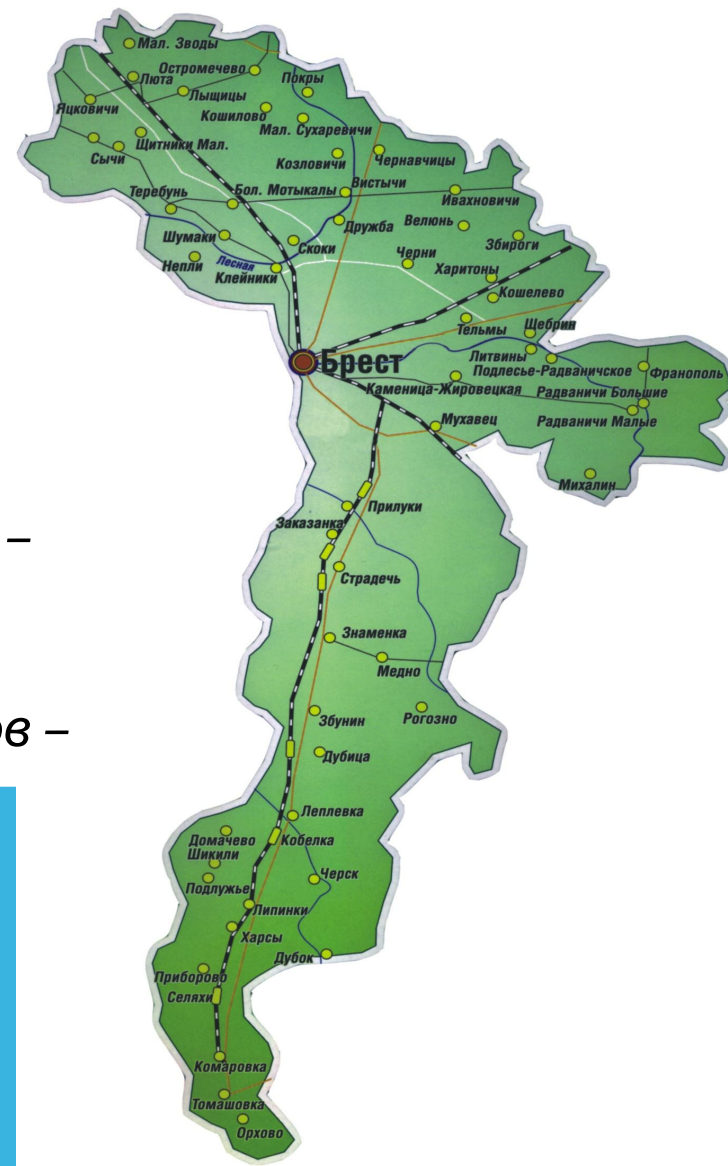 Мал. Зводы
Остромечево
Люта
Покры
Лыщицы
Яцковичи
Кошилово
Мал. Сухаревичи
Щитники Мал.
Сычи
Козловичи
Чернавчицы
Вистычи
Теребунь
Бол. Мотыкалы
Ивахновичи
Дружба
Велюнь
Шумаки
Скоки
Збироги
Непли
Лесная
Клейники
Черни
Харитоны
Кошелево
Тельмы
Щебрин
Брест
Литвины
Подлесье-Радваничское
Франополь
Каменица-Жировецкая
Радваничи Большие
Мухавец
Радваничи Малые
Михалин
Прилуки
Заказанка
–
Страдечь
Знаменка
Медно
Збунин
Рогозно
ов –
Дубица
Леплевка
Домачево
Кобелка
Шикили
Черск
Подлужье
Липинки
Харсы
Дубок
Приборово
Селяхи
Комаровка
Томашовка
Орхово